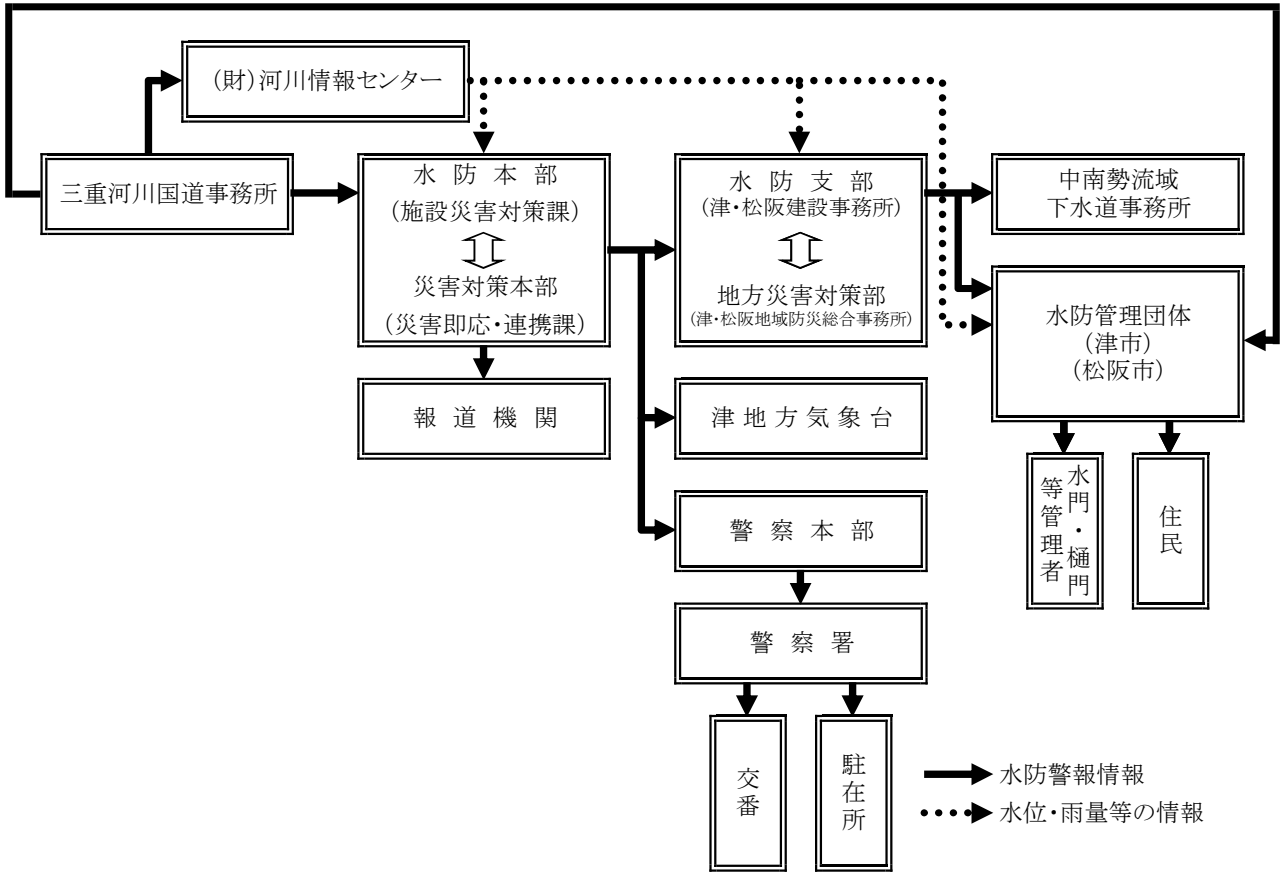 (財)河川情報センター
三重河川国道事務所
水防本部
(施設災害対策課)
災害対策本部
(災害即応・連携課)
水防支部
(津・松阪建設事務所)
地方災害対策部
(津・松阪地域防災総合事務所)
中南勢流域
下水道事務所
水防管理団体
(津市)
(松阪市)
報道機関
津地方気象台
警察本部
警察署
交番
駐在所
水門・樋門
等管理者
住民
水防警報情報
水位・雨量等の情報